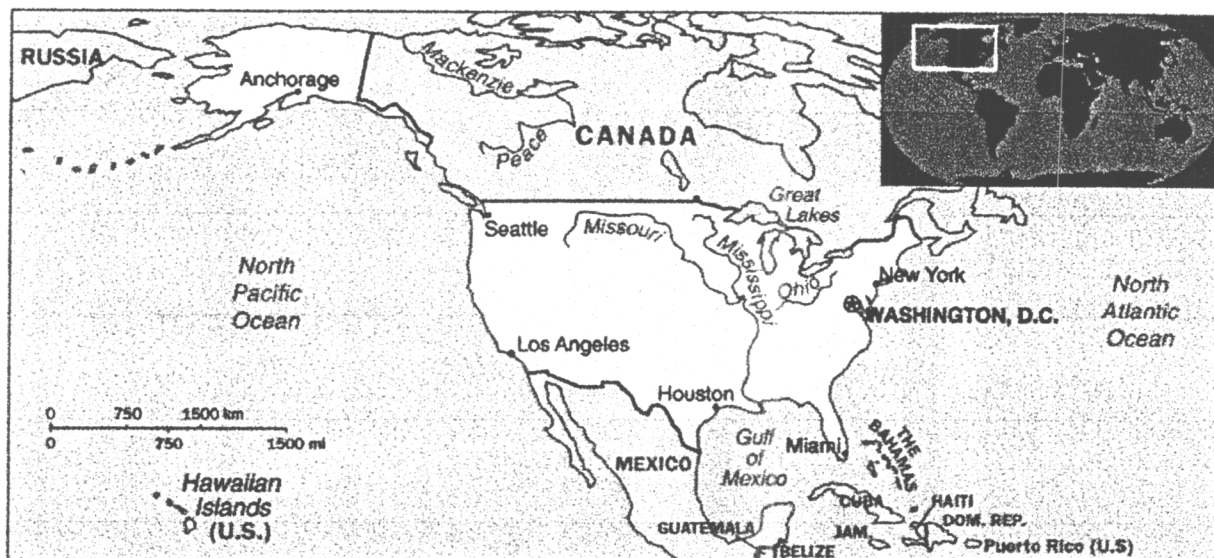 RUSSIA
Anchorage
Mackenzie
Peace
CANADA
Great
Lakes
Seattle
Missouri
Mississippi
Ohio
New York
WASHINGTON, D.C.
North
Pacific
Ocean
North
Atlantic
Ocean
Los Angeles
Houston
Miami
Gulf
of
Mexico
THE
BAHAMAS
0 750 1500 km
0 750 1500 mi
Hawaiian
Islands
(U.S.)
MEXICO
CUBA
HAITI
DOM. REP.
JAM.
Puerto Rico (U.S)
GUATEMALA
BELIZE